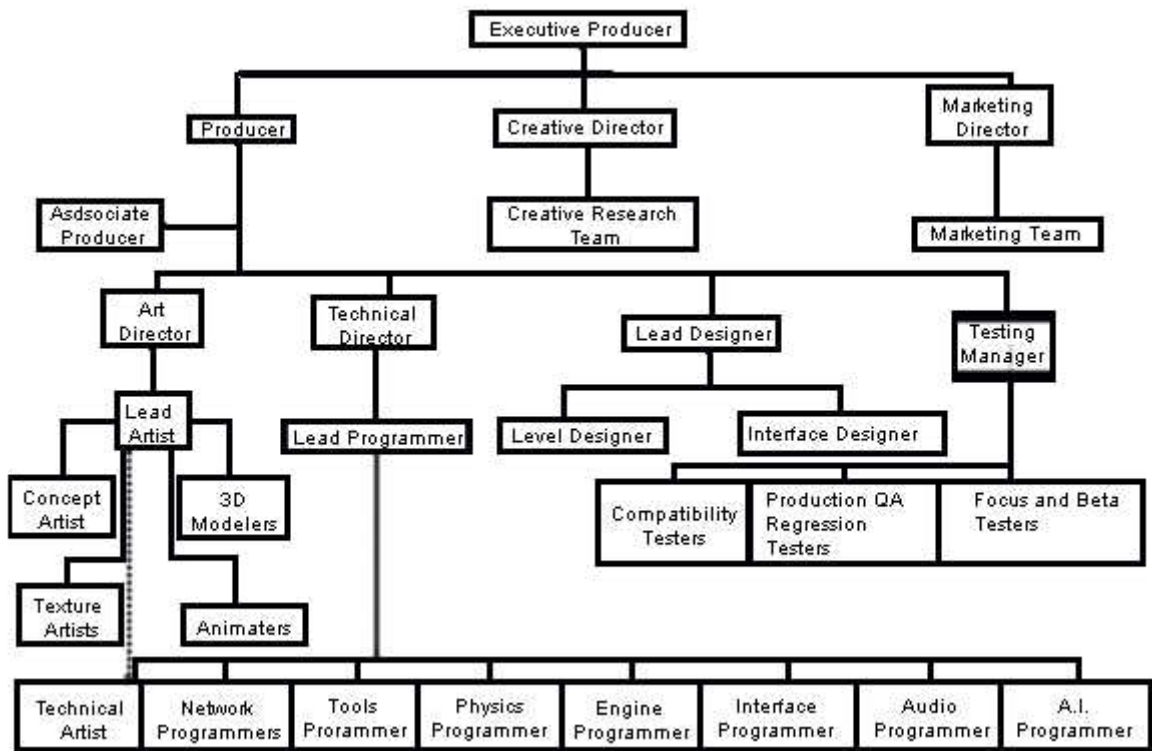 Executive Producer
Producer
Creative Director
Marketing
Director
Asdsociate
Producer
Creative Research
Team
Marketing Team
Art
Director
Technical
Director
Lead Designer
Testing
Manager
Lead
Artist
Lead Programmer
Level Designer
Interface Designer
Concept
Artist
3D
Modelers
Compatibility
Testers
Production QA
Regression
Testers
Focus and Beta
Testers
Texture
Artists
Animaters
Technical
Artist
Network
Programmers
Tools
Prorammer
Physics
Programmer
Engine
Programmer
Interface
Programmer
Audio
Programmer
A.I.
Programmer